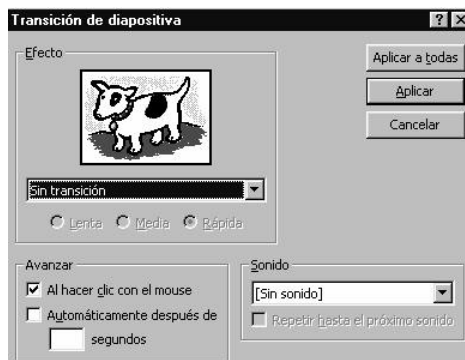 Transición de diapositiva
Efecto
Aplicar a todas
Aplicar
Cancelar
Sin transición
Lenta Media Rápida
Avanzar
Al hacer clic con el mouse
Automáticamente después de
segundos
Sonido
[Sin sonido]
Repetir hasta el próximo sonido